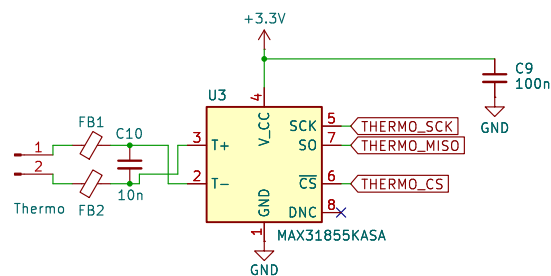 +3.3V
C9
100n
GND
U3
4
V_CC
FB1
C10
1
2
10n
Thermo
FB2
3
T+
2
T-
SCK
5
THERMO_SCK
SO
7
THERMO_MISO
CS
6
THERMO_CS
DNC
8
GND
1
MAX31855KASA
GND